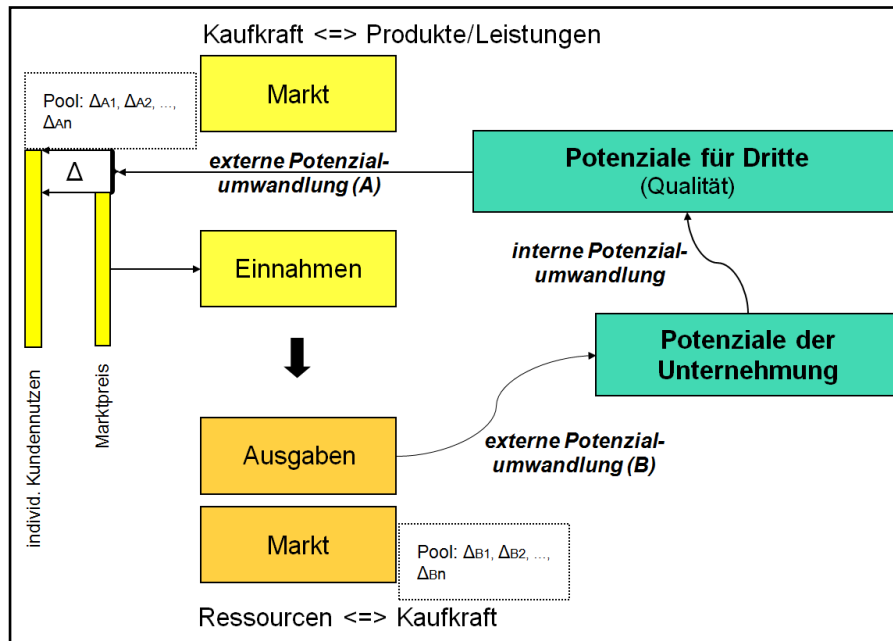 Kaufkraft <=> Produkte/Leistungen
Markt
Pool: ΔA1, ΔA2, ...,
ΔAn
Δ
externe Potenzial-
umwandlung (A)
Potenziale für Dritte
(Qualität)
Einnahmen
interne Potenzial-
umwandlung
Potenziale der
Unternehmung
individ. Kundennutzen
Marktpreis
Ausgaben
externe Potenzial-
umwandlung (B)
Markt
Pool: ΔB1, ΔB2, ...,
ΔBn
Ressourcen <=> Kaufkraft